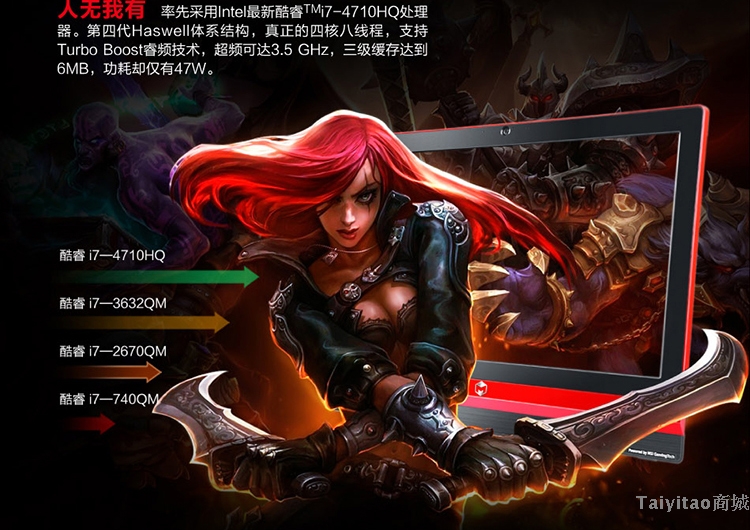 人无我有 率先采用Intel最新酷睿TMi7-4710HQ处理
器。第四代Haswell体系结构，真正的四核八线程，支持
Turbo Boost睿频技术，超频可达3.5 GHz，三级缓存达到
6MB，功耗却仅有47W。
酷睿 i7—4710HQ
酷睿 i7—3632QM
酷睿 i7—2670QM
酷睿 i7—740QM
Powered by MSI GamingTech
Taiyitao商城